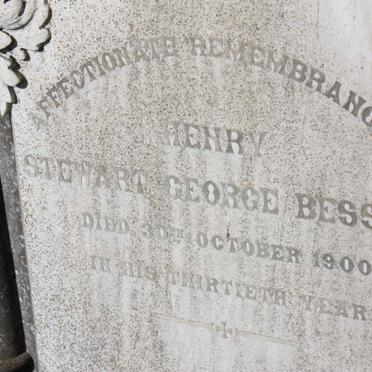 AFFECTIONATE REMEMBRANC
HENRY
STEWART GEORGE BESS
DIED 30TH OCTOBER 1900
IN HIS THIRTIETH YEAR